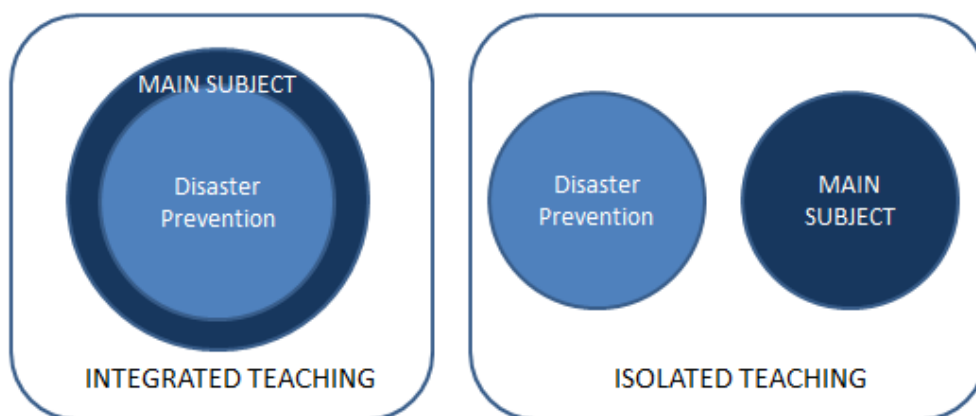 MAIN SUBJECT
Disaster
Prevention
INTEGRATED TEACHING
Disaster
Prevention
MAIN
SUBJECT
ISOLATED TEACHING